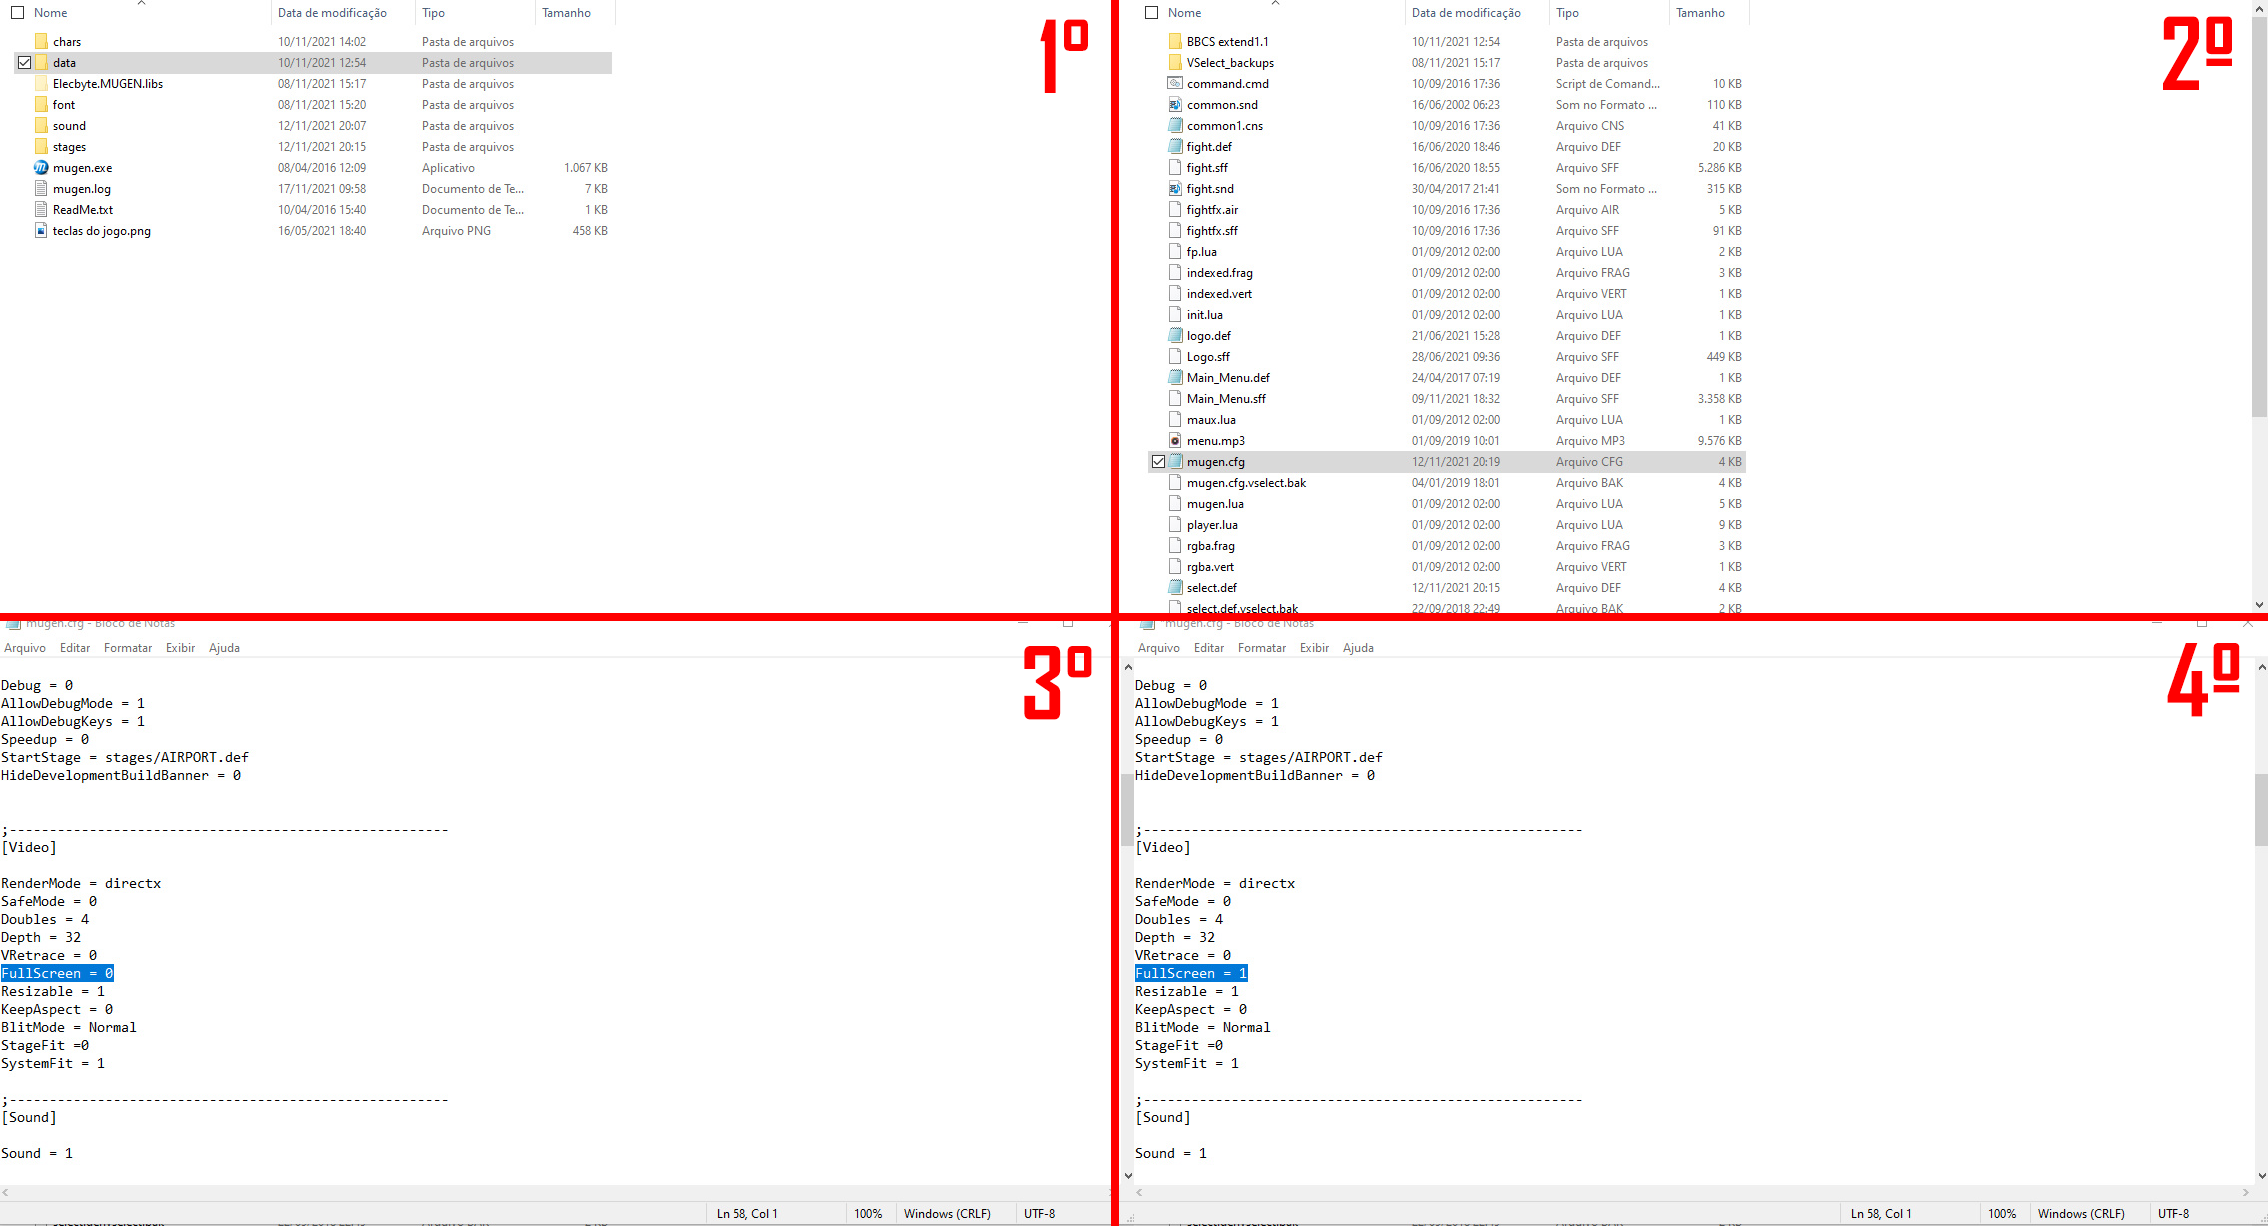 Nome Data de modificação Tipo Tamanho
1º
chars 10/11/2021 14:02 Pasta de arquivos
data 10/11/2021 12:54 Pasta de arquivos
Elecbyte.MUGEN.libs 08/11/2021 15:17 Pasta de arquivos
font 08/11/2021 15:20 Pasta de arquivos
sound 12/11/2021 20:07 Pasta de arquivos
stages 12/11/2021 20:15 Pasta de arquivos
mugen.exe 08/04/2016 12:09 Aplicativo 1.067 KB
mugen.log 17/11/2021 09:58 Documento de Te... 7 KB
ReadMe.txt 10/04/2016 15:40 Documento de Te... 1 KB
teclas do jogo.png 16/05/2021 18:40 Arquivo PNG 458 KB
Nome Data de modificação Tipo Tamanho
2º
BBCS extend1.1 10/11/2021 12:54 Pasta de arquivos
VSelect_backups 08/11/2021 15:17 Pasta de arquivos
command.cmd 10/09/2016 17:36 Script de Comand... 10 KB
common.snd 16/06/2002 06:23 Som no Formato ... 110 KB
common1.cns 10/09/2016 17:36 Arquivo CNS 41 KB
fight.def 16/06/2020 18:46 Arquivo DEF 20 KB
fight.sff 16/06/2020 18:55 Arquivo SFF 5.286 KB
fight.snd 30/04/2017 21:41 Som no Formato ... 315 KB
fightfx.air 10/09/2016 17:36 Arquivo AIR 5 KB
fightfx.sff 10/09/2016 17:36 Arquivo SFF 91 KB
fp.lua 01/09/2012 02:00 Arquivo LUA 2 KB
indexed.frag 01/09/2012 02:00 Arquivo FRAG 3 KB
indexed.vert 01/09/2012 02:00 Arquivo VERT 1 KB
init.lua 01/09/2012 02:00 Arquivo LUA 1 KB
logo.def 21/06/2021 15:28 Arquivo DEF 1 KB
Logo.sff 28/06/2021 09:36 Arquivo SFF 449 KB
Main_Menu.def 24/04/2017 07:19 Arquivo DEF 1 KB
Main_Menu.sff 09/11/2021 18:32 Arquivo SFF 3.358 KB
maux.lua 01/09/2012 02:00 Arquivo LUA 1 KB
menu.mp3 01/09/2019 10:01 Arquivo MP3 9.576 KB
mugen.cfg 12/11/2021 20:19 Arquivo CFG 4 KB
mugen.cfg.vselect.bak 04/01/2019 18:01 Arquivo BAK 4 KB
mugen.lua 01/09/2012 02:00 Arquivo LUA 5 KB
player.lua 01/09/2012 02:00 Arquivo LUA 9 KB
rgba.frag 01/09/2012 02:00 Arquivo FRAG 3 KB
rgba.vert 01/09/2012 02:00 Arquivo VERT 1 KB
select.def 12/11/2021 20:15 Arquivo DEF 4 KB
select.def.vselect.bak 22/09/2018 22:49 Arquivo BAK 2 KB
mugen.cfg - Bloco de Notas
Arquivo Editar Formatar Exibir Ajuda
3º
Debug = 0
AllowDebugMode = 1
AllowDebugKeys = 1
Speedup = 0
StartStage = stages/AIRPORT.def
HideDevelopmentBuildBanner = 0
;-------------------------------------------------------
[Video]
RenderMode = directx
SafeMode = 0
Doubles = 4
Depth = 32
VRetrace = 0
FullScreen = 0
Resizable = 1
KeepAspect = 0
BlitMode = Normal
StageFit =0
SystemFit = 1
;-------------------------------------------------------
[Sound]
Sound = 1
Ln 58, Col 1 100% Windows (CRLF) UTF-8
*mugen.cfg - Bloco de Notas
Arquivo Editar Formatar Exibir Ajuda
4º
Debug = 0
AllowDebugMode = 1
AllowDebugKeys = 1
Speedup = 0
StartStage = stages/AIRPORT.def
HideDevelopmentBuildBanner = 0
;-------------------------------------------------------
[Video]
RenderMode = directx
SafeMode = 0
Doubles = 4
Depth = 32
VRetrace = 0
FullScreen = 1
Resizable = 1
KeepAspect = 0
BlitMode = Normal
StageFit =0
SystemFit = 1
;-------------------------------------------------------
[Sound]
Sound = 1
Ln 58, Col 1 100% Windows (CRLF) UTF-8